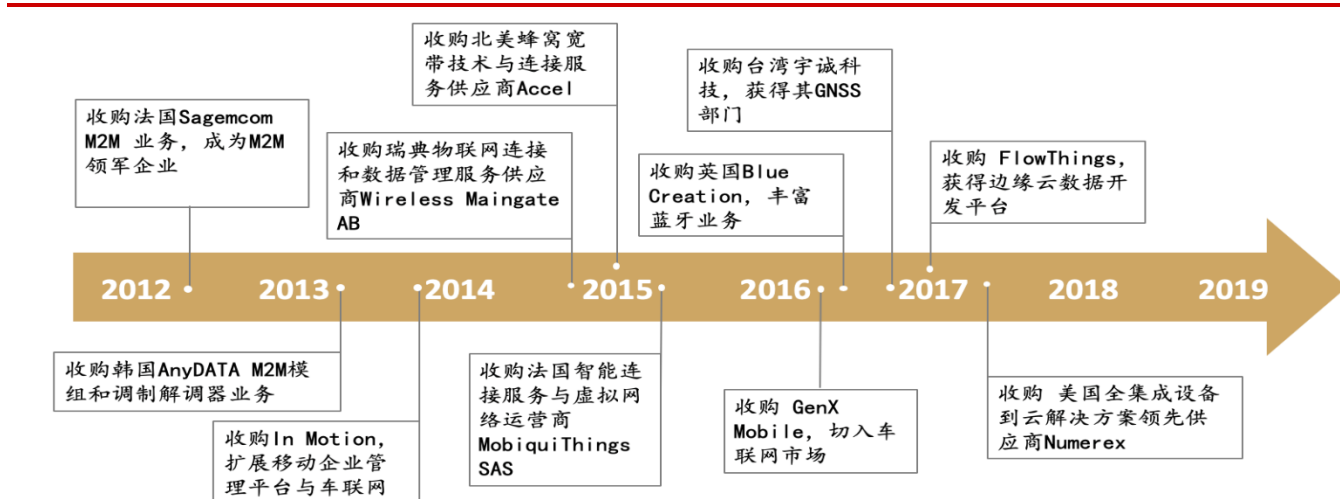 收购北美蜂窝宽
带技术与连接服
务供应商Accel
收购台湾宇诚科
技，获得其GNSS
部门
收购法国Sagemcom
M2M 业务，成为M2M
领军企业
收购瑞典物联网连接
和数据管理服务供应
商Wireless Maingate
AB
收购英国Blue
Creation，丰富
蓝牙业务
收购 FlowThings，
获得边缘云数据开
发平台
2012 2013 2014 2015 2016 2017 2018 2019
收购韩国AnyDATA M2M模
组和调制解调器业务
收购In Motion，
扩展移动企业管
理平台与车联网
收购法国智能连
接服务与虚拟网
络运营商
MobiquiThings
SAS
收购 GenX
Mobile，切入车
联网市场
收购 美国全集成设备
到云解决方案领先供
应商Numerex